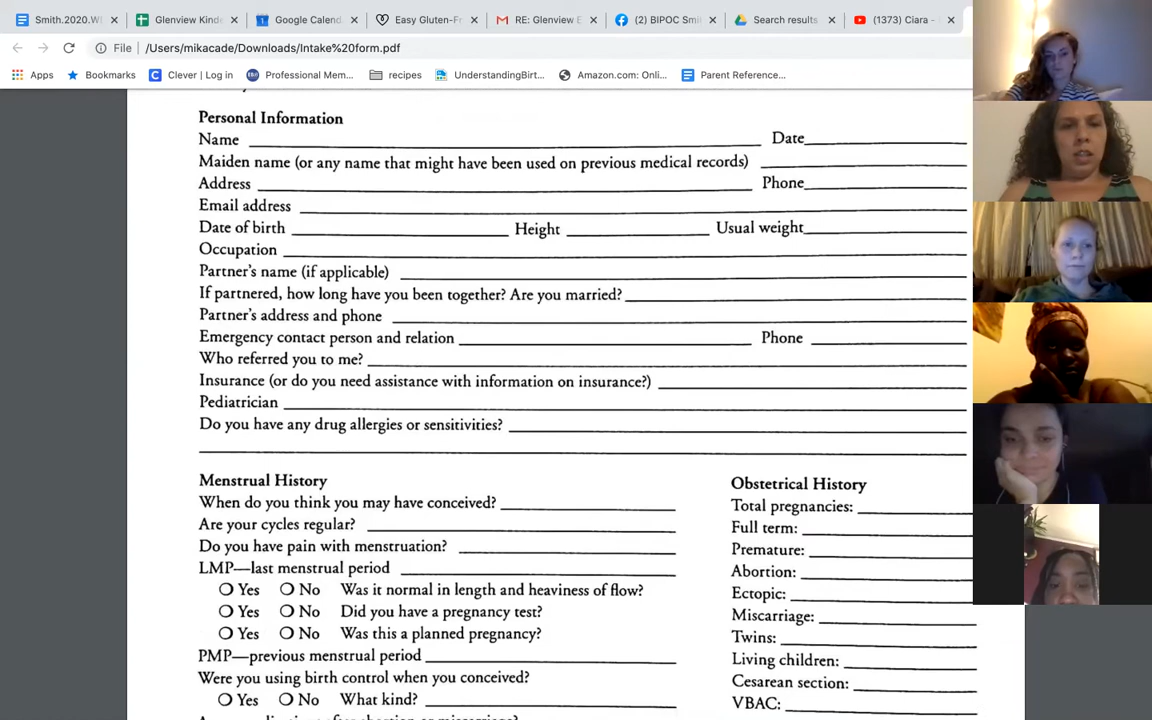 Smith.2020.W
Glenview Kind
Google Calend
Easy Gluten-Fr
RE: Glenview E
(2) BIPOC Smi
Search results
(1373) Ciara -
File | /Users/mikacade/Downloads/Intake%20form.pdf
Apps Bookmarks Clever | Log in Professional Mem... recipes UnderstandingBirt... Amazon.com: Onli... Parent Reference...
Personal Information
Name Date
Maiden name (or any name that might have been used on previous medical records)
Address Phone
Email address
Date of birth Height Usual weight
Occupation
Partner's name (if applicable)
If partnered, how long have you been together? Are you married?
Partner's address and phone
Emergency contact person and relation Phone
Who referred you to me?
Insurance (or do you need assistance with information on insurance?)
Pediatrician
Do you have any drug allergies or sensitivities?
Menstrual History
When do you think you may have conceived?
Are your cycles regular?
Do you have pain with menstruation?
LMP—last menstrual period
Yes No Was it normal in length and heaviness of flow?
Yes No Did you have a pregnancy test?
Yes No Was this a planned pregnancy?
PMP—previous menstrual period
Were you using birth control when you conceived?
Yes No What kind?
Obstetrical History
Total pregnancies:
Full term:
Premature:
Abortion:
Ectopic:
Miscarriage:
Twins:
Living children:
Cesarean section:
VBAC: